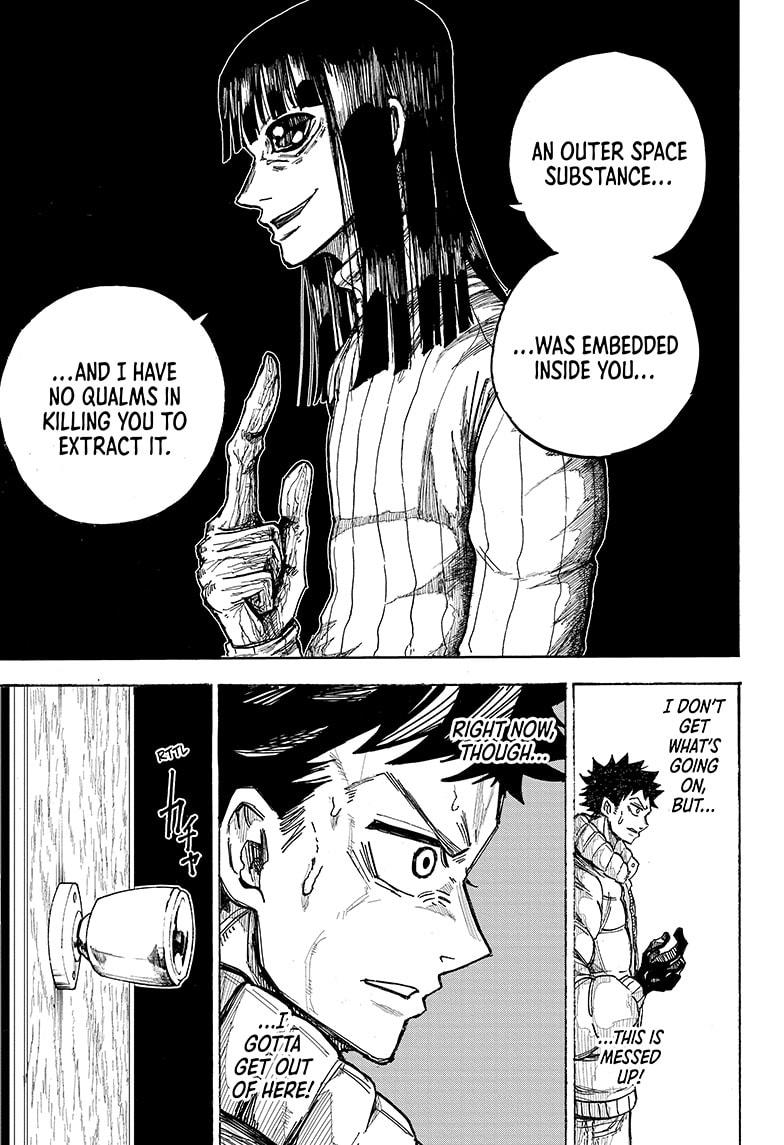 AN OUTER SPACE
SUBSTANCE...
...WAS EMBEDDED
INSIDE YOU...
...AND I HAVE
NO QUALMS IN
KILLING YOU TO
EXTRACT IT.
I DON'T
GET
WHAT'S
GOING
ON,
BUT...
...THIS IS
MESSED
UP!
RIGHT NOW,
THOUGH...
...I
GOTTA
GET OUT
OF HERE!
RTTL
ガチャ